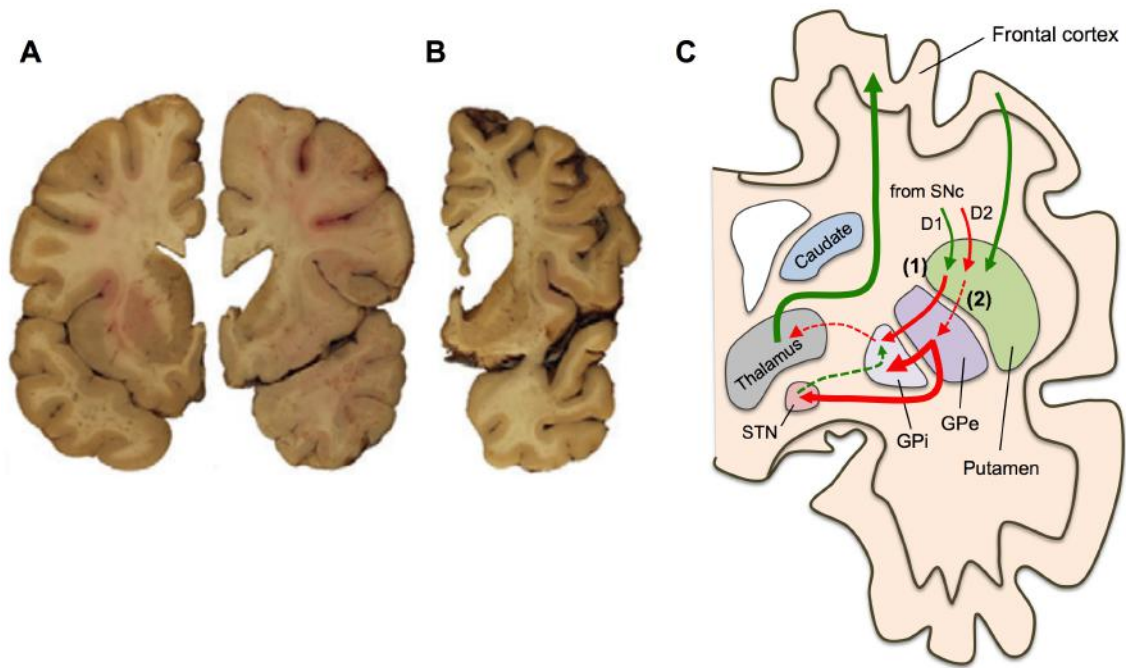 A
B
C
Frontal cortex
from SNc
D1
D2
Caudate
(1)
(2)
Thalamus
STN
GPi
GPe
Putamen